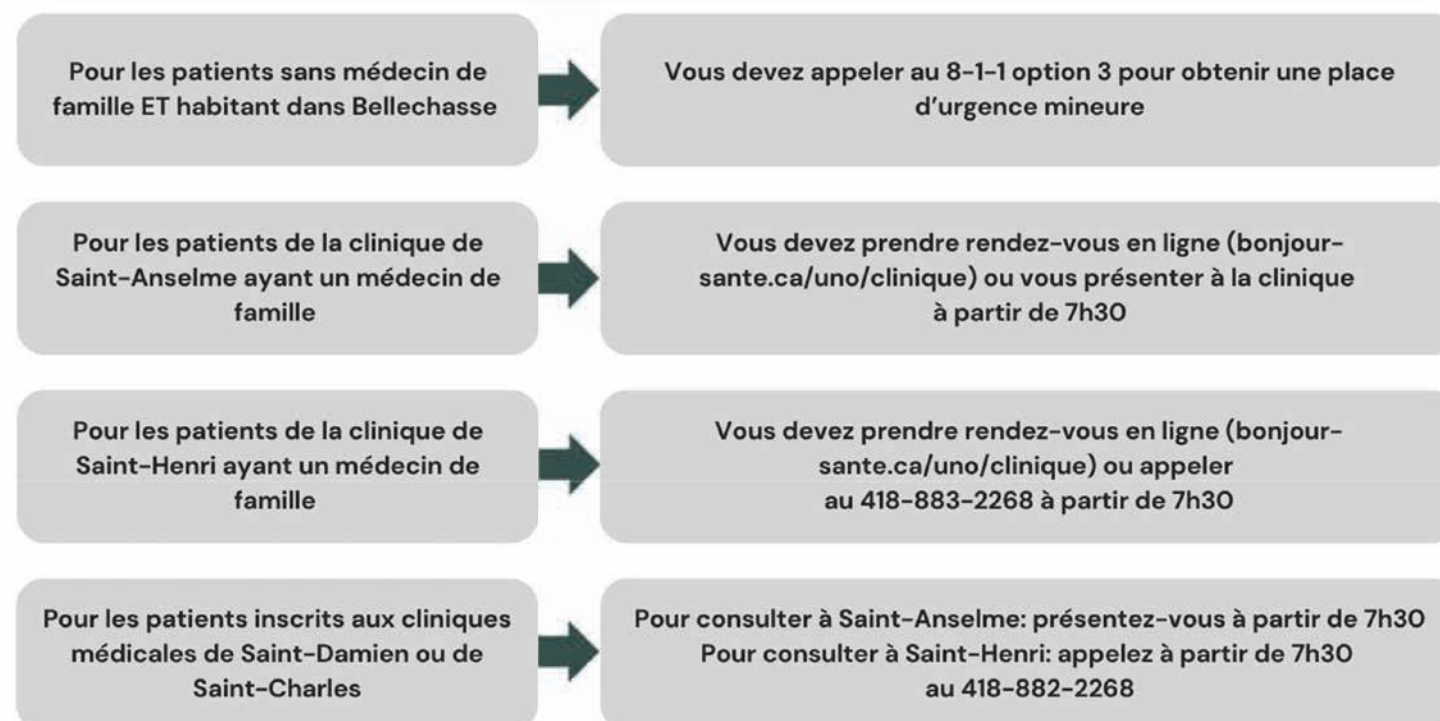 Pour les patients sans médecin de
famille ET habitant dans Bellechasse
Vous devez appeler au 8-1-1 option 3 pour obtenir une place
d'urgence mineure
Pour les patients de la clinique de
Saint-Anselme ayant un médecin de
famille
Vous devez prendre rendez-vous en ligne (bonjour-
sante.ca/uno/clinique) ou vous présenter à la clinique
à partir de 7h30
Pour les patients de la clinique de
Saint-Henri ayant un médecin de
famille
Vous devez prendre rendez-vous en ligne (bonjour-
sante.ca/uno/clinique) ou appeler
au 418-883-2268 à partir de 7h30
Pour les patients inscrits aux cliniques
médicales de Saint-Damien ou de
Saint-Charles
Pour consulter à Saint-Anselme: présentez-vous à partir de 7h30
Pour consulter à Saint-Henri: appelez à partir de 7h30
au 418-882-2268